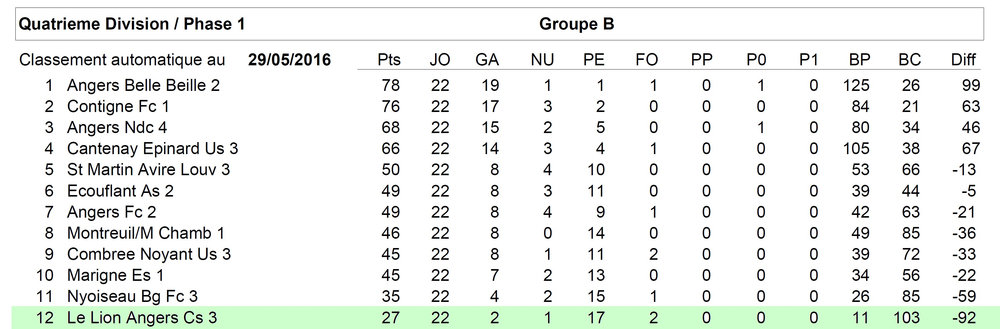 Quatrieme Division / Phase 1 Groupe B
Classement automatique au 29/05/2016 Pts JO GA NU PE FO PP P0 P1 BP BC Diff
1 Angers Belle Beille 2 78 22 19 1 1 1 0 1 0 125 26 99
2 Contigne Fc 1 76 22 17 3 2 0 0 0 0 84 21 63
3 Angers Ndc 4 68 22 15 2 5 0 0 1 0 80 34 46
4 Cantenay Epinard Us 3 66 22 14 3 4 1 0 0 0 105 38 67
5 St Martin Avire Louv 3 50 22 8 4 10 0 0 0 0 53 66 -13
6 Ecouflant As 2 49 22 8 3 11 0 0 0 0 39 44 -5
7 Angers Fc 2 49 22 8 4 9 1 0 0 0 42 63 -21
8 Montreuil/M Chamb 1 46 22 8 0 14 0 0 0 0 49 85 -36
9 Combree Noyant Us 3 45 22 8 1 11 2 0 0 0 39 72 -33
10 Marigne Es 1 45 22 7 2 13 0 0 0 0 34 56 -22
11 Nyoiseau Bg Fc 3 35 22 4 2 15 1 0 0 0 26 85 -59
12 Le Lion Angers Cs 3 27 22 2 1 17 2 0 0 0 11 103 -92